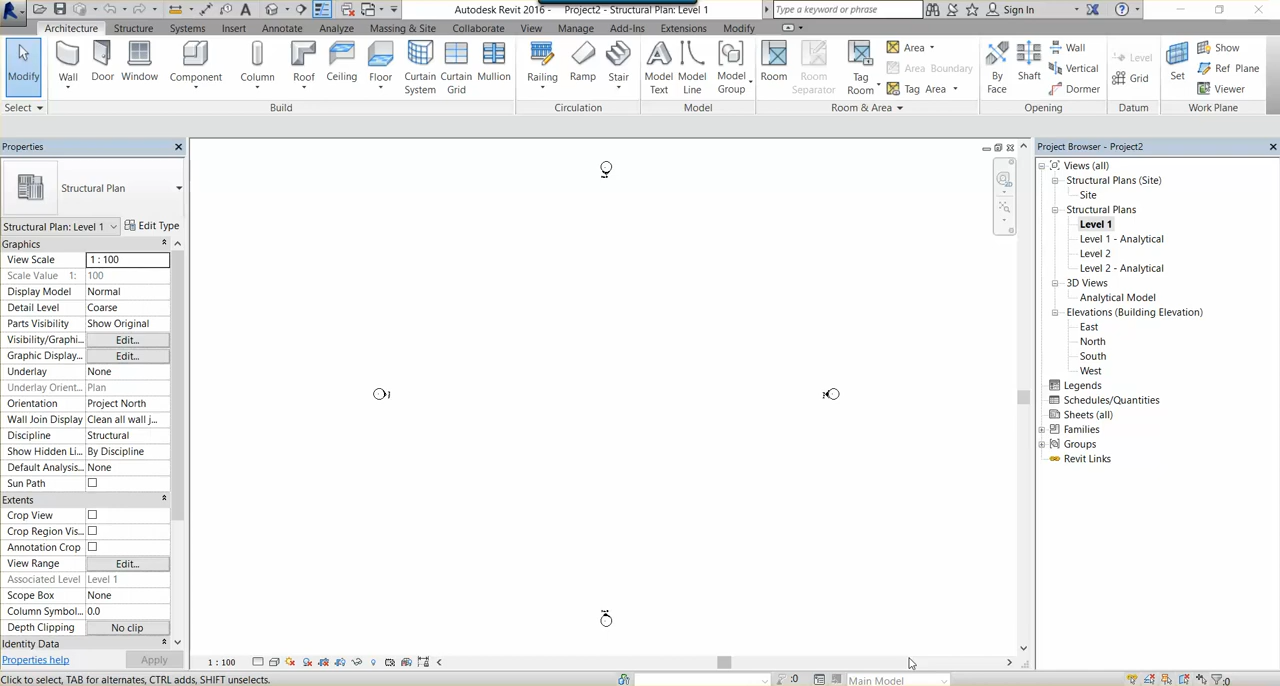 Autodesk Revit 2016 - Project2 - Structural Plan: Level 1
Type a keyword or phrase
Sign In
Architecture Structure Systems Insert Annotate Analyze Massing & Site Collaborate View Manage Add-Ins Extensions Modify
Modify Wall Door Window Component Column Roof Ceiling Floor Curtain System Curtain Grid Mullion Railing Ramp Stair Model Text Model Line Model Group Room Room Separator Tag Room
Area
Area Boundary
Tag Area
By Face Shaft
Wall
Vertical
Dormer
Level
Grid
Set
Show
Ref Plane
Viewer
Select Build Circulation Model Room & Area Opening Datum Work Plane
Properties
Structural Plan
Structural Plan: Level 1 Edit Type
Graphics
View Scale 1 : 100
Scale Value 1: 100
Display Model Normal
Detail Level Coarse
Parts Visibility Show Original
Visibility/Graphi... Edit...
Graphic Display... Edit...
Underlay None
Underlay Orien... Plan
Orientation Project North
Wall Join Display Clean all wall j...
Discipline Structural
Show Hidden Li... By Discipline
Default Analysis... None
Sun Path
Extents
Crop View
Crop Region Vis...
Annotation Crop
View Range Edit...
Associated Level Level 1
Scope Box None
Column Symbol... 0.0
Depth Clipping No clip
Identity Data
Properties help Apply
Project Browser - Project2
Views (all)
Structural Plans (Site)
Site
Structural Plans
Level 1
Level 1 - Analytical
Level 2
Level 2 - Analytical
3D Views
Analytical Model
Elevations (Building Elevation)
East
North
South
West
Legends
Schedules/Quantities
Sheets (all)
Families
Groups
Revit Links
1 : 100
Click to select, TAB for alternates, CTRL adds, SHIFT unselects.
:0
Main Model
:0